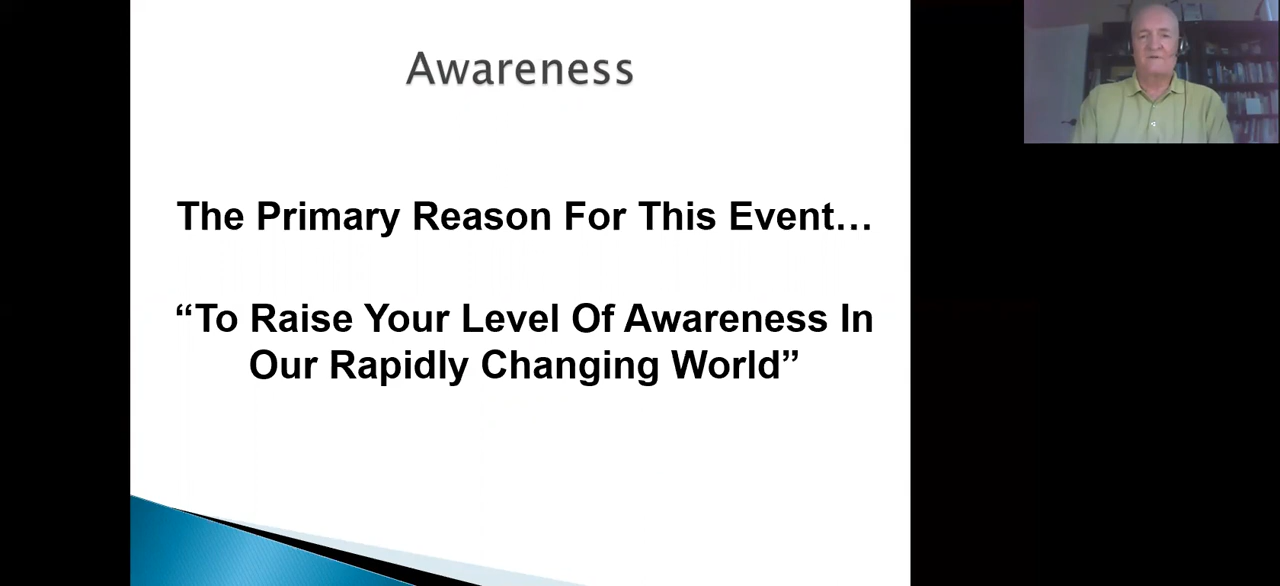 Awareness
The Primary Reason For This Event…
“To Raise Your Level Of Awareness In
Our Rapidly Changing World”